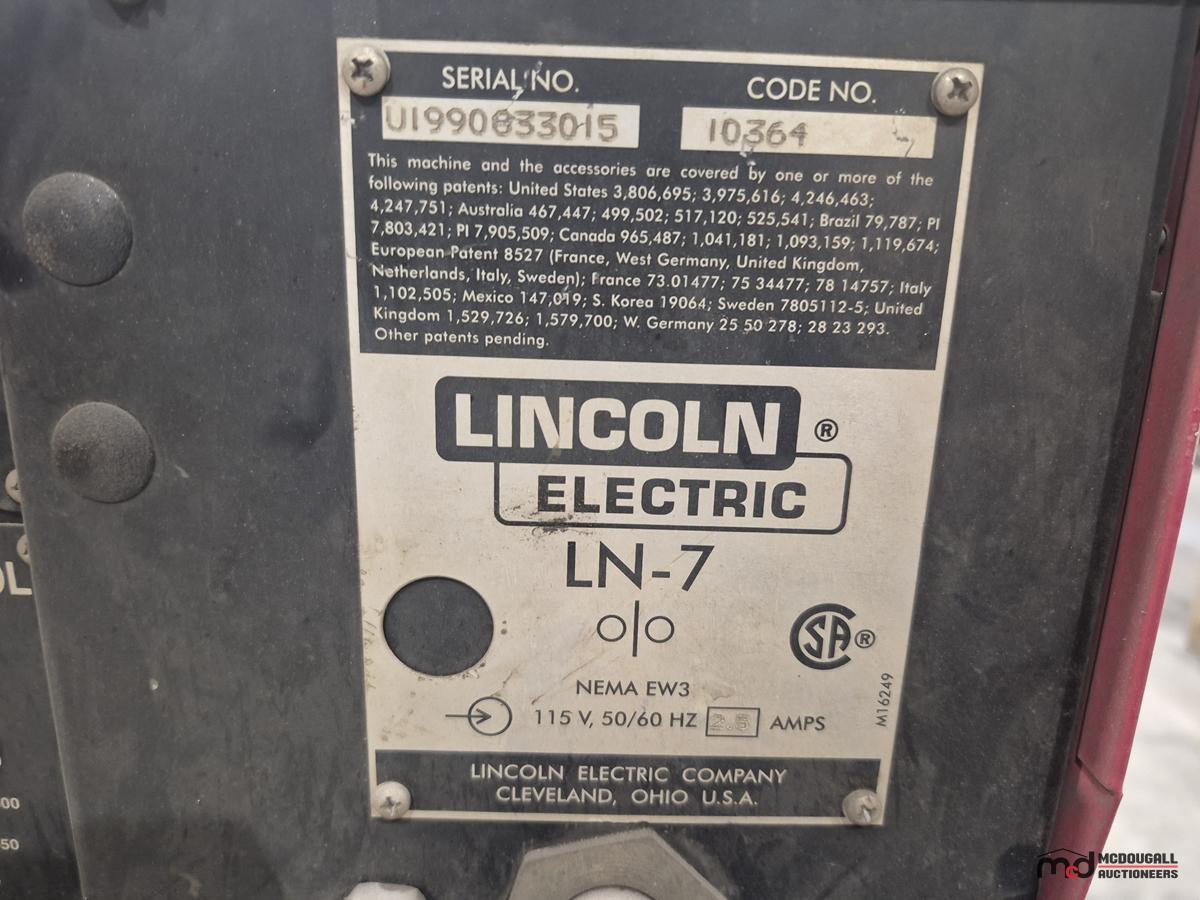 SERIAL NO.
CODE NO.
U1990833015
10364
This machine and the accessories are covered by one or more of the
following patents: United States 3,806,695; 3,975,616; 4,246,463;
4,247,751; Australia 467,447; 499,502; 517,120; 525,541; Brazil 79,787; PI
7,803,421; PI 7,905,509; Canada 965,487; 1,041,181; 1,093,159; 1,119,674;
European Patent 8527 (France, West Germany, United Kingdom,
Netherlands, Italy, Sweden); France 73.01477; 75 34477; 78 14757; Italy
1,102,505; Mexico 147,019; S. Korea 19064; Sweden 7805112-5; United
Kingdom 1,529,726; 1,579,700; W. Germany 25 50 278; 28 23 293.
Other patents pending.
LINCOLN ®
ELECTRIC
LN-7
CSA ®
NEMA EW3
115 V, 50/60 HZ 2.5 AMPS
M16249
LINCOLN ELECTRIC COMPANY
CLEVELAND, OHIO U.S.A.
OL
00
50
mcd MCDOUGALL
AUCTIONEERS